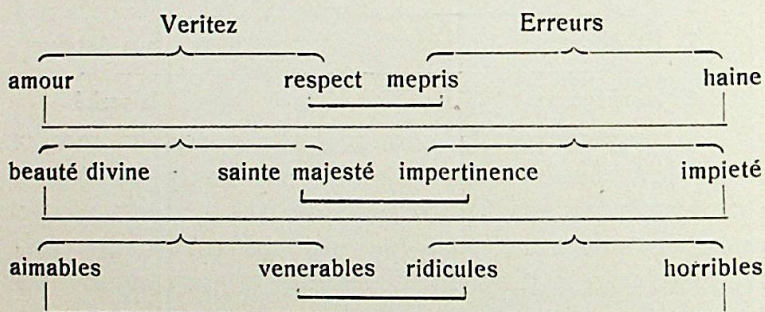 Veritez Erreurs
amour respect mepris haine
beauté divine sainte majesté impertinence impieté
aimables venerables ridicules horribles